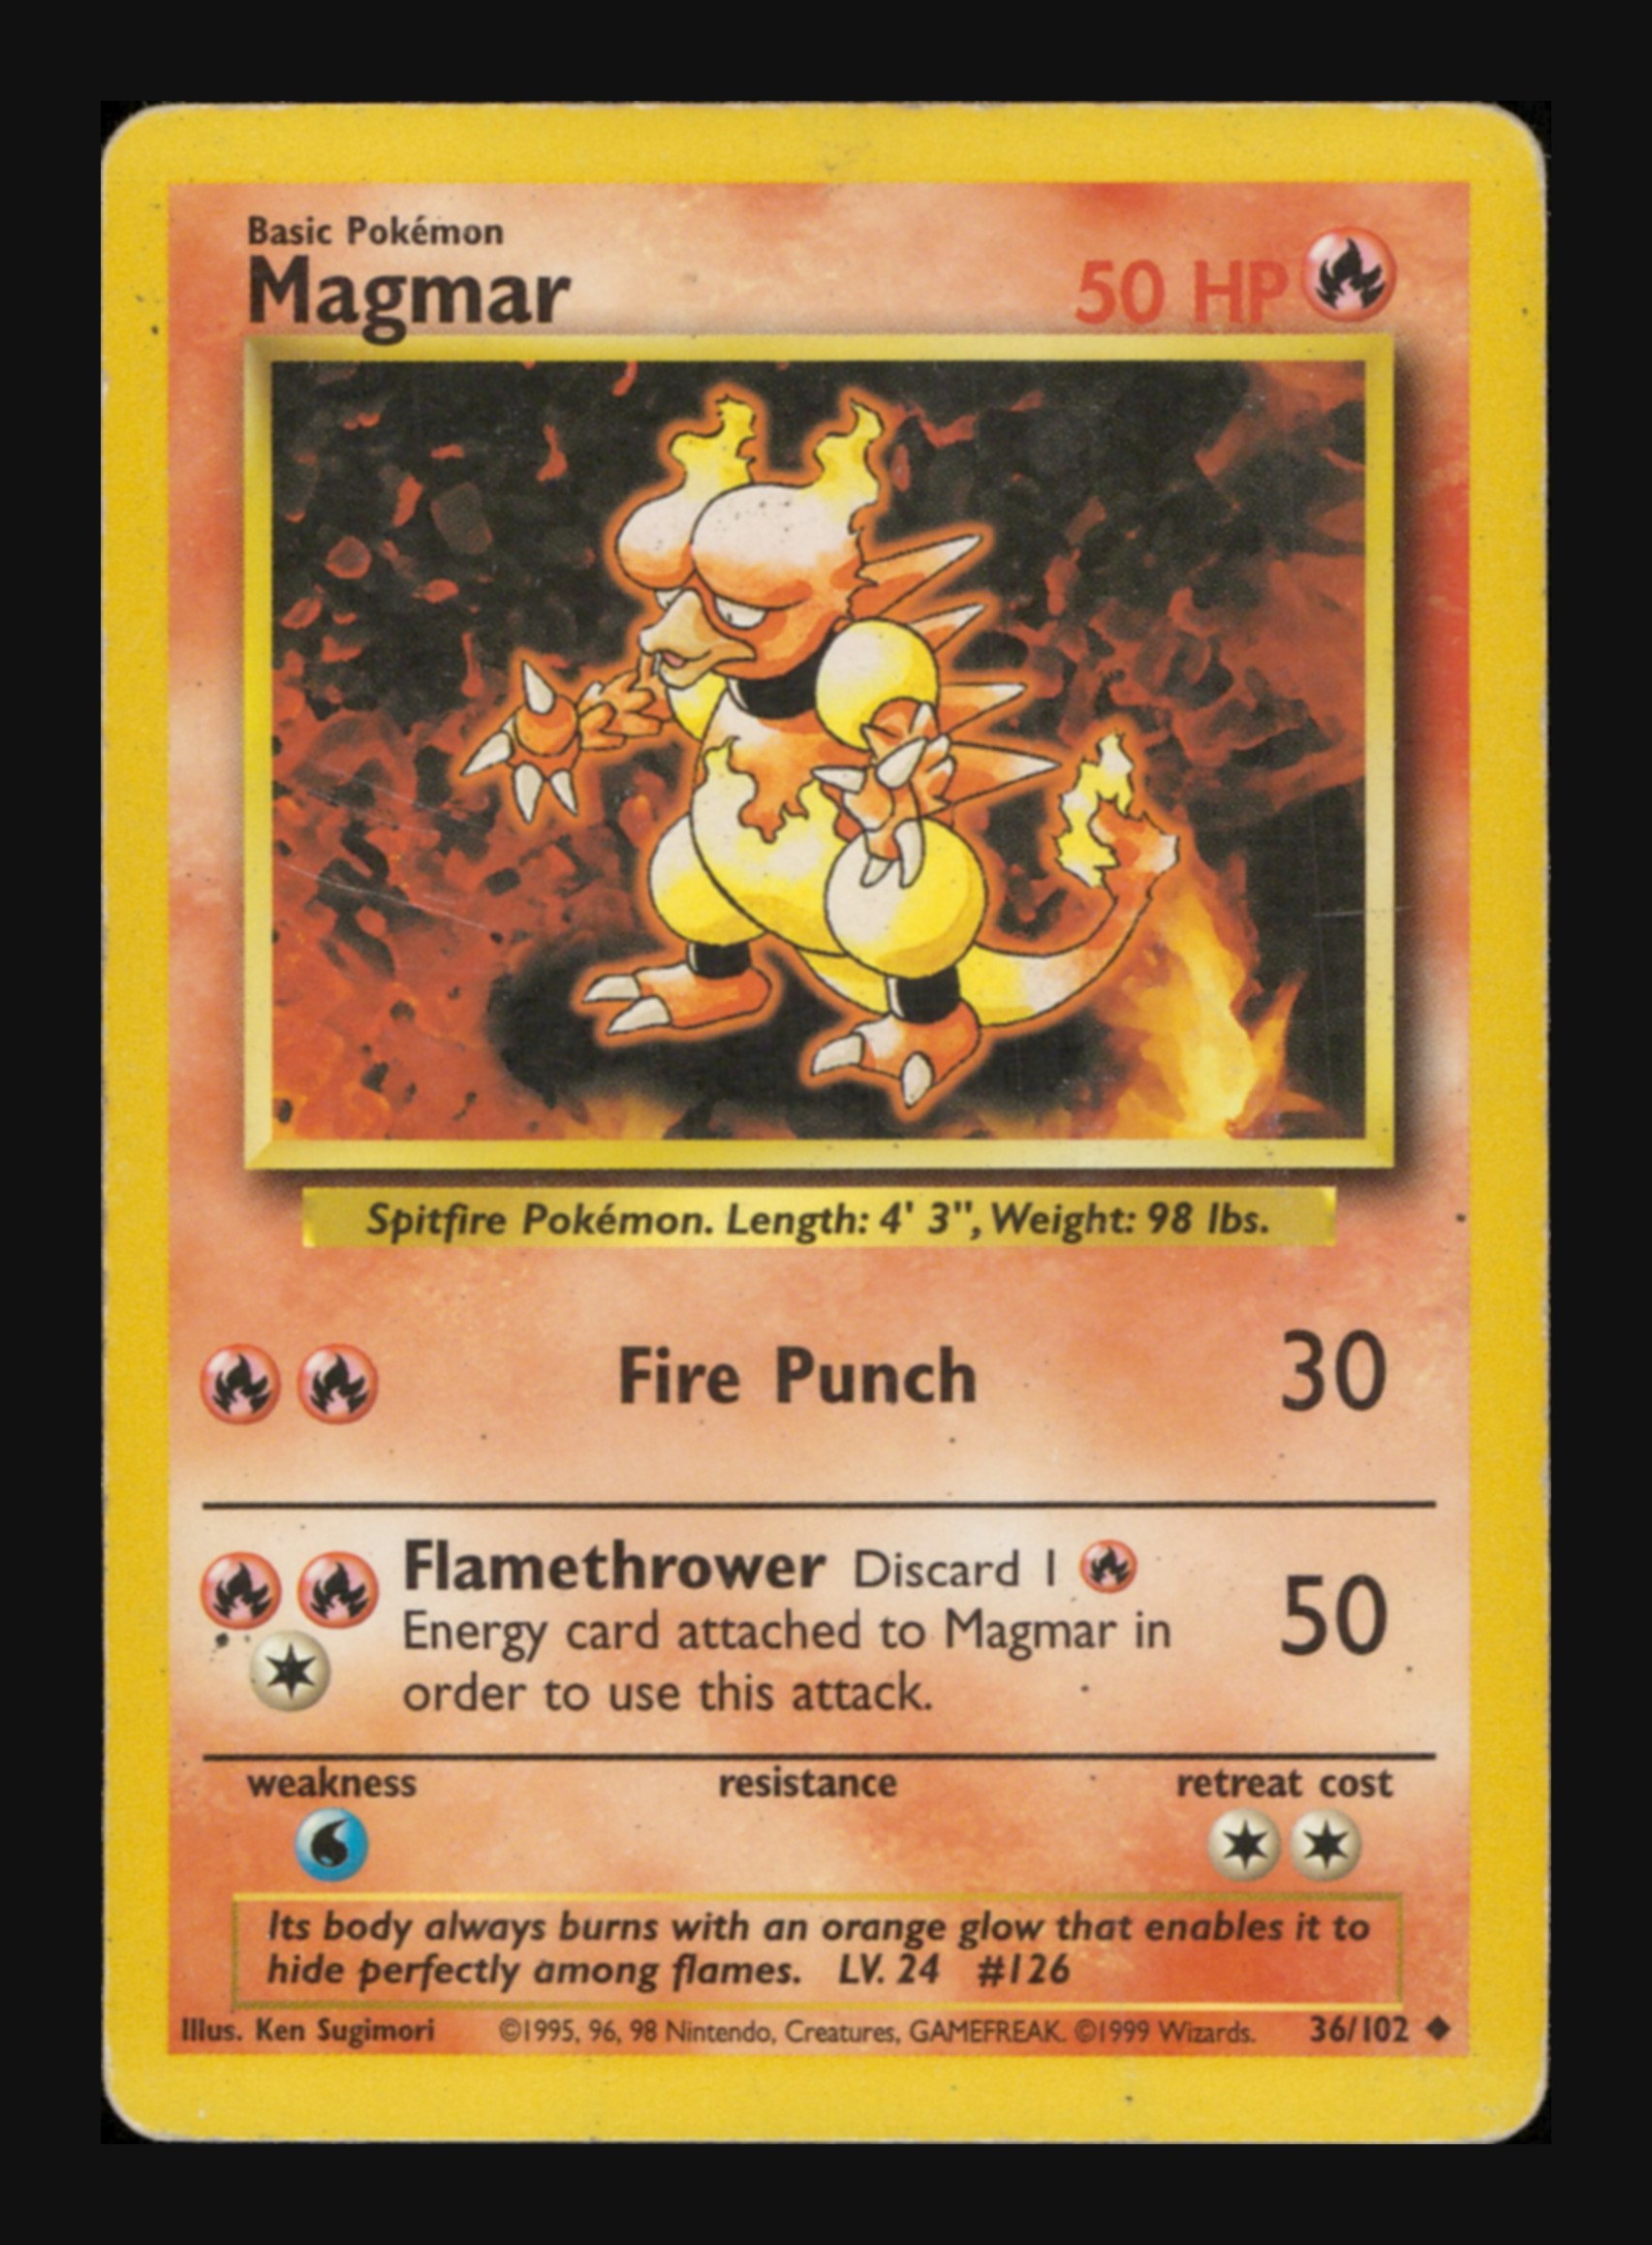 Basic Pokémon
Magmar
50 HP
Spitfire Pokémon. Length: 4' 3", Weight: 98 lbs.
Fire Punch 30
Flamethrower Discard 1
Energy card attached to Magmar in
order to use this attack.
50
weakness resistance retreat cost
Its body always burns with an orange glow that enables it to
hide perfectly among flames. LV. 24 #126
Illus. Ken Sugimori ©1995, 96, 98 Nintendo, Creatures, GAMEFREAK. ©1999 Wizards. 36/102